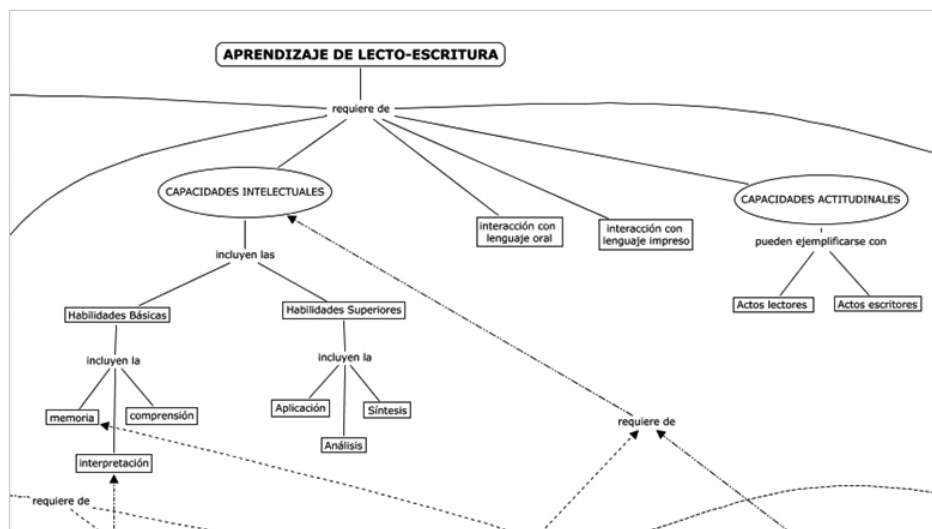 APRENDIZAJE DE LECTO-ESCRITURA
requiere de
CAPACIDADES INTELECTUALES
CAPACIDADES ACTITUDINALES
interacción con
lenguaje oral
interacción con
lenguaje impreso
pueden ejemplificarse con
incluyen las
Actos lectores
Actos escritores
Habilidades Básicas
Habilidades Superiores
incluyen la
incluyen la
memoria
comprensión
Aplicación
Síntesis
Análisis
requiere de
interpretación
requiere de